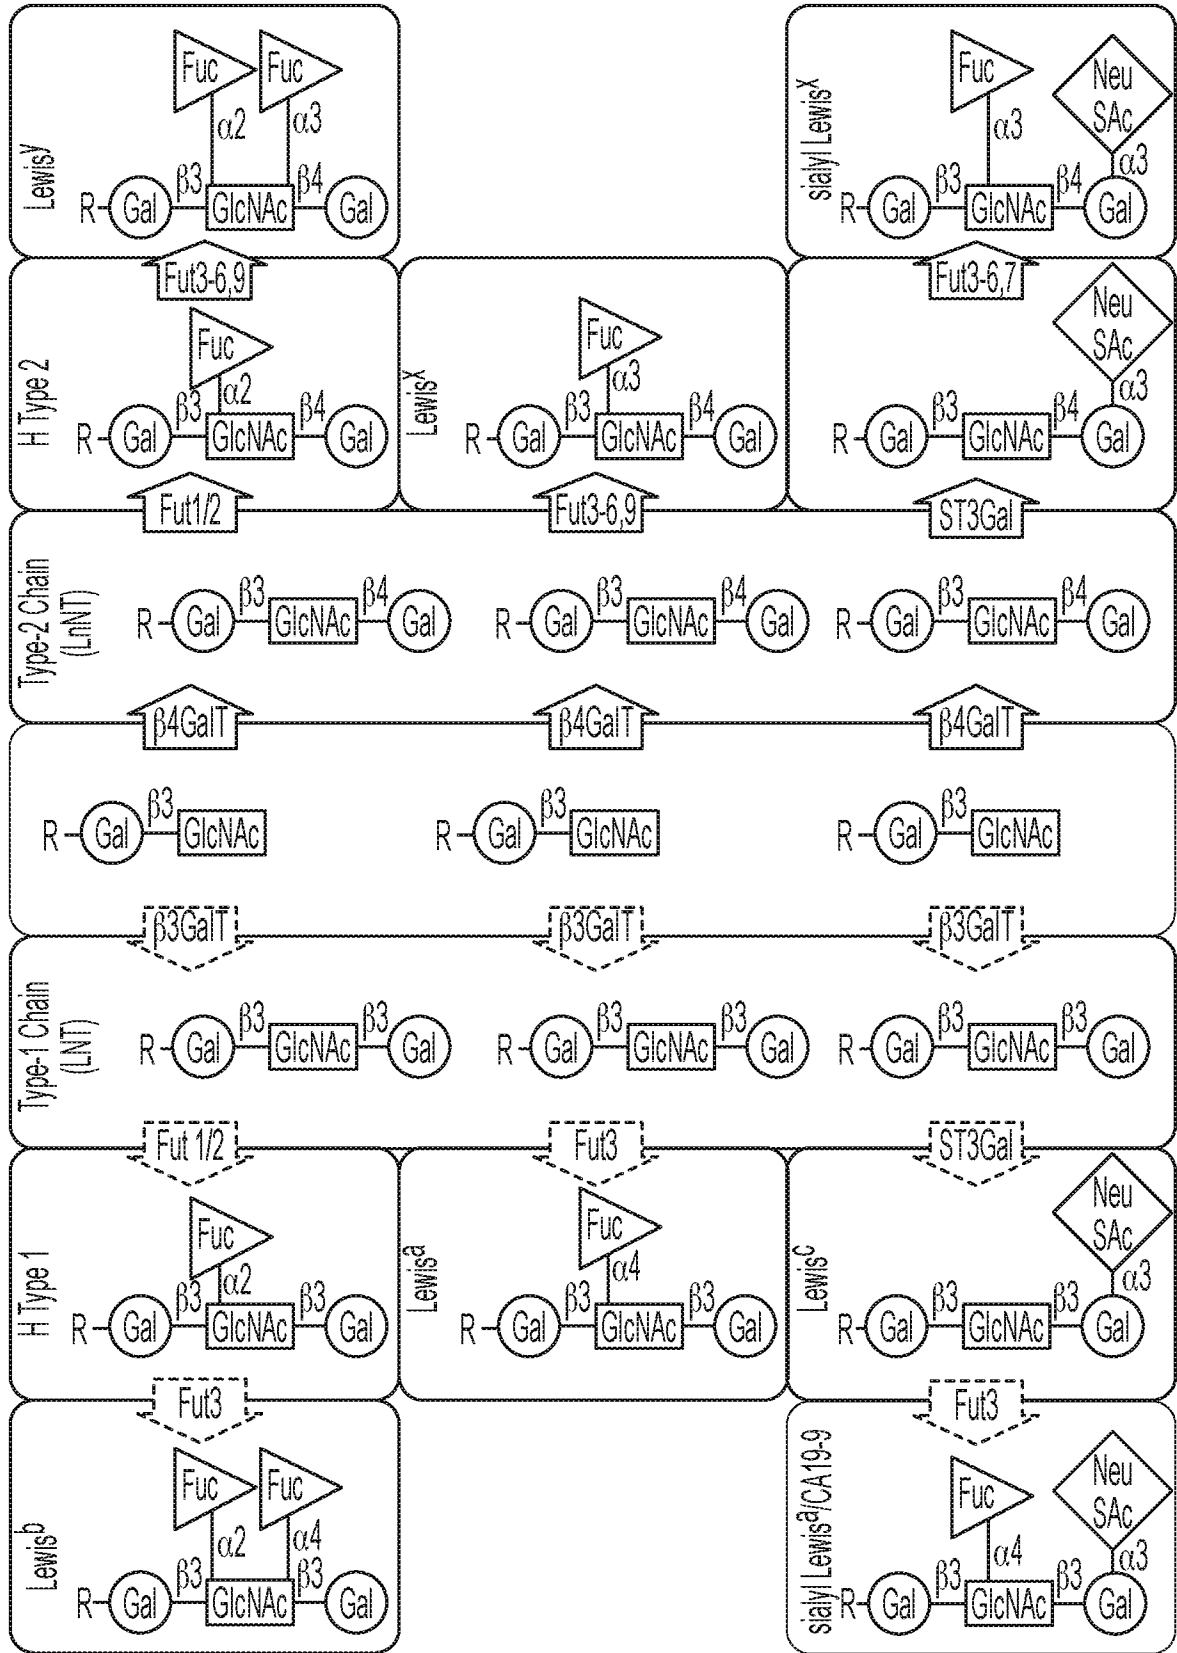 Lewisʸ
R
Gal
β3
GlcNAc
β4
Gal
α2
Fuc
α3
Fuc
sialyl Lewisˣ
R
Gal
β3
GlcNAc
β4
Gal
α3
Fuc
α3
Neu
SAc
Fut3-6,9
Fut3-6,7
H Type 2
R
Gal
β3
GlcNAc
β4
Gal
α2
Fuc
Lewisˣ
R
Gal
β3
GlcNAc
β4
Gal
α3
Fuc
R
Gal
β3
GlcNAc
β4
Gal
α3
Neu
SAc
Fut1/2
Fut3-6,9
ST3Gal
Type-2 Chain
(LnNT)
R
Gal
β3
GlcNAc
β4
Gal
R
Gal
β3
GlcNAc
β4
Gal
R
Gal
β3
GlcNAc
β4
Gal
β4GalT
β4GalT
β4GalT
R
Gal
β3
GlcNAc
R
Gal
β3
GlcNAc
R
Gal
β3
GlcNAc
β3GalT
β3GalT
β3GalT
Type-1 Chain
(LNT)
R
Gal
β3
GlcNAc
β3
Gal
R
Gal
β3
GlcNAc
β3
Gal
R
Gal
β3
GlcNAc
β3
Gal
Fut 1/2
Fut3
ST3Gal
H Type 1
R
Gal
β3
GlcNAc
β3
Gal
α2
Fuc
Lewisᵃ
R
Gal
β3
GlcNAc
β3
Gal
α4
Fuc
Lewisᶜ
R
Gal
β3
GlcNAc
β3
Gal
α3
Neu
SAc
Fut3
Fut3
Lewisᵇ
R
Gal
β3
GlcNAc
β3
Gal
α2
Fuc
α4
Fuc
sialyl Lewisᵃ/CA19-9
R
Gal
β3
GlcNAc
β3
Gal
α4
Fuc
α3
Neu
SAc